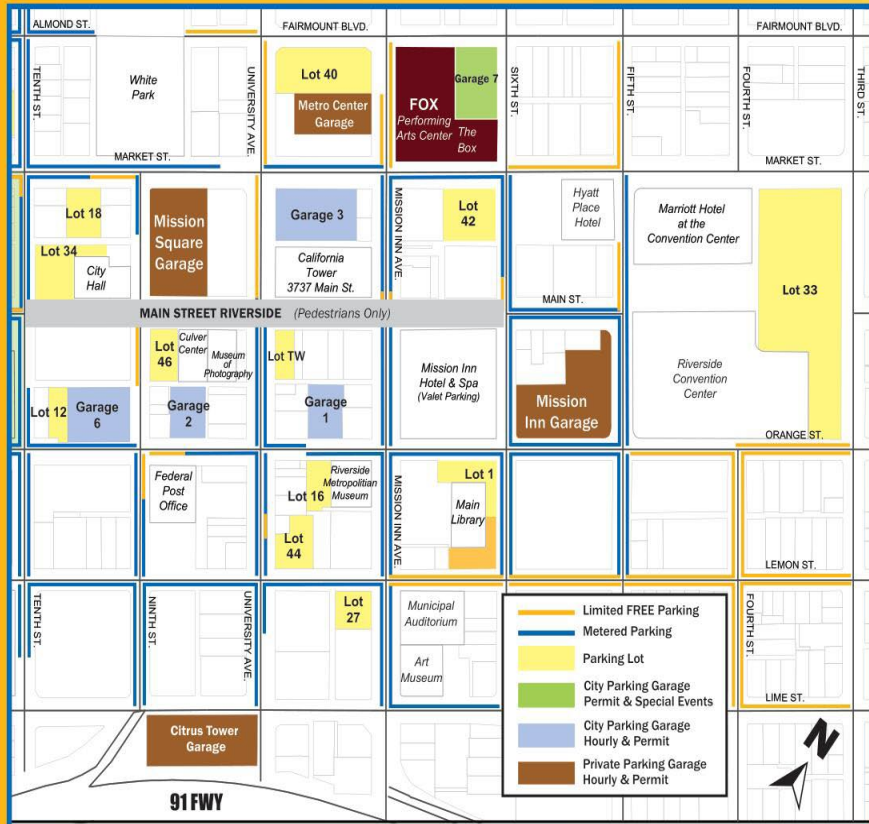 ALMOND ST.
FAIRMOUNT BLVD.
FAIRMOUNT BLVD.
TENTH ST.
White
Park
UNIVERSITY AVE.
Lot 40
Metro Center
Garage
FOX
Performing
Arts Center
Garage 7
The
Box
SIXTH ST.
FIFTH ST.
FOURTH ST.
THIRD ST.
MARKET ST.
MARKET ST.
Lot 18
Lot 34
City
Hall
Mission
Square
Garage
Garage 3
California
Tower
3737 Main St.
MISSION INN AVE.
Lot
42
Hyatt
Place
Hotel
Marriott Hotel
at the
Convention Center
Lot 33
MAIN ST.
MAIN STREET RIVERSIDE (Pedestrians Only)
Lot
46
Culver
Center
Museum
of
Photography
Lot TW
Mission Inn
Hotel & Spa
(Valet Parking)
Mission
Inn Garage
Riverside
Convention
Center
Lot 12
Garage
6
Garage
2
Garage
1
ORANGE ST.
Federal
Post
Office
Lot 16
Riverside
Metropolitian
Museum
Lot
44
MISSION INN AVE.
Lot 1
Main
Library
LEMON ST.
TENTH ST.
NINTH ST.
UNIVERSITY AVE.
Lot
27
Municipal
Auditorium
Art
Museum
FOURTH ST.
LIME ST.
Limited FREE Parking
Metered Parking
Parking Lot
City Parking Garage
Permit & Special Events
City Parking Garage
Hourly & Permit
Private Parking Garage
Hourly & Permit
Citrus Tower
Garage
91 FWY
N